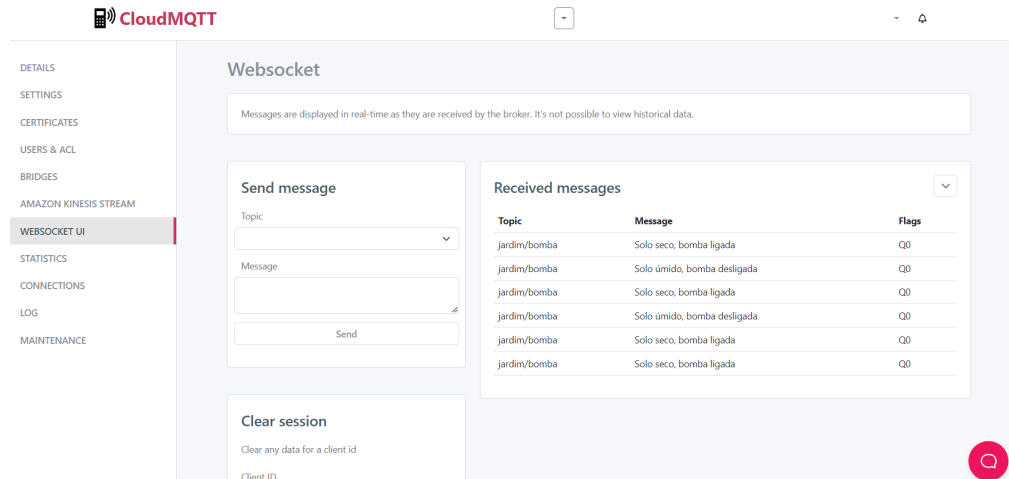 CloudMQTT
DETAILS
SETTINGS
CERTIFICATES
USERS & ACL
BRIDGES
AMAZON KINESIS STREAM
WEBSOCKET UI
STATISTICS
CONNECTIONS
LOG
MAINTENANCE
Websocket
Messages are displayed in real-time as they are received by the broker. It's not possible to view historical data.
Send message
Topic
Message
Send
Clear session
Clear any data for a client id
Client ID
Received messages
Topic Message Flags
jardim/bomba Solo seco, bomba ligada Q0
jardim/bomba Solo úmido, bomba desligada Q0
jardim/bomba Solo seco, bomba ligada Q0
jardim/bomba Solo úmido, bomba desligada Q0
jardim/bomba Solo seco, bomba ligada Q0
jardim/bomba Solo seco, bomba ligada Q0